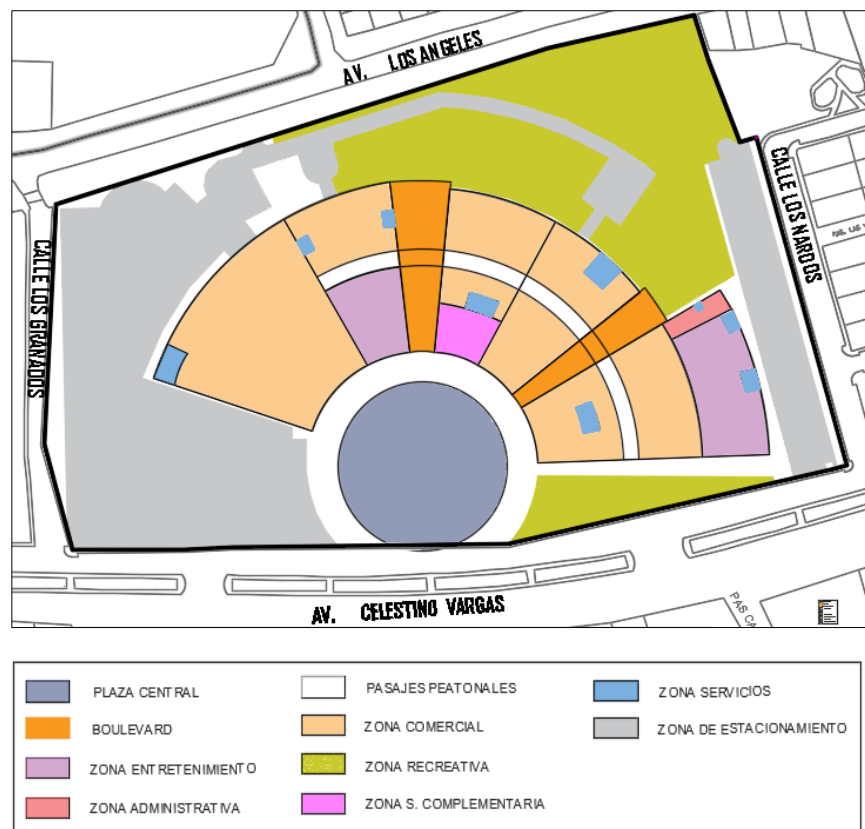 AV. LOS ANGELES
CALLE LOS NARDOS
CALLE LOS GRANADOS
AV. CELESTINO VARGAS
PLAZA CENTRAL
PASAJES PEATONALES
ZONA SERVICIOS
BOULEVARD
ZONA COMERCIAL
ZONA DE ESTACIONAMIENTO
ZONA ENTRETENIMIENTO
ZONA RECREATIVA
ZONA ADMINISTRATIVA
ZONA S. COMPLEMENTARIA